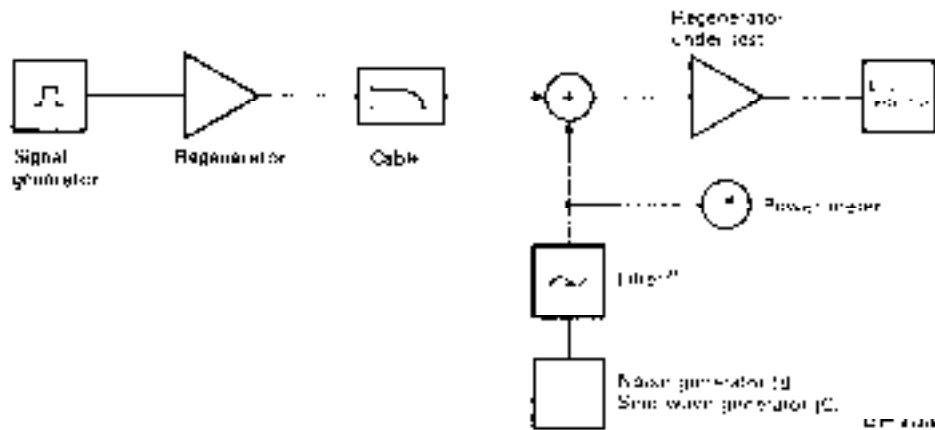 Regenerator
under test
Signal
generator
Regenerator
Cable
Power meter
Filter
Noise generator
Sine wave generator